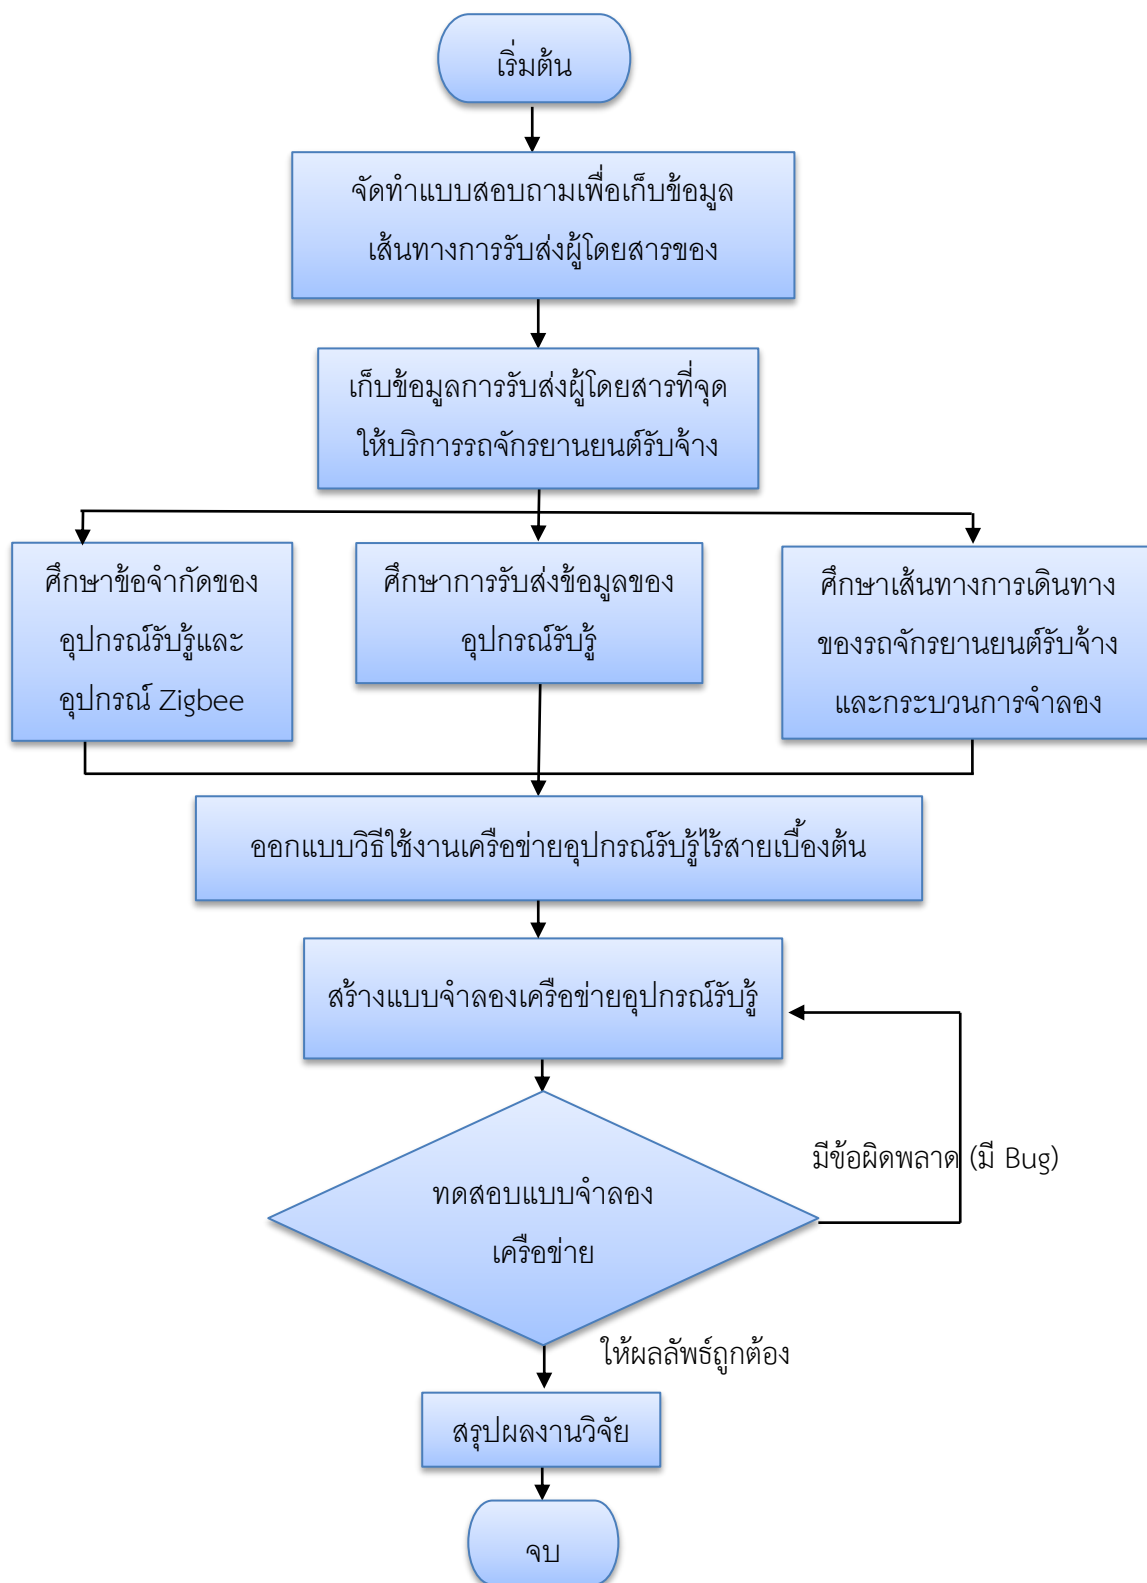 เริ่มต้น
จัดทำแบบสอบถามเพื่อเก็บข้อมูล
เส้นทางการรับส่งผู้โดยสารของ
เก็บข้อมูลการรับส่งผู้โดยสารที่จุด
ให้บริการรถจักรยานยนต์รับจ้าง
ศึกษาข้อจำกัดของ
อุปกรณ์รับรู้และ
อุปกรณ์ Zigbee
ศึกษาการรับส่งข้อมูลของ
อุปกรณ์รับรู้
ศึกษาเส้นทางการเดินทาง
ของรถจักรยานยนต์รับจ้าง
และกระบวนการจำลอง
ออกแบบวิธีใช้งานเครือข่ายอุปกรณ์รับรู้ไร้สายเบื้องต้น
สร้างแบบจำลองเครือข่ายอุปกรณ์รับรู้
มีข้อผิดพลาด (มี Bug)
ทดสอบแบบจำลอง
เครือข่าย
ให้ผลลัพธ์ถูกต้อง
สรุปผลงานวิจัย
จบ